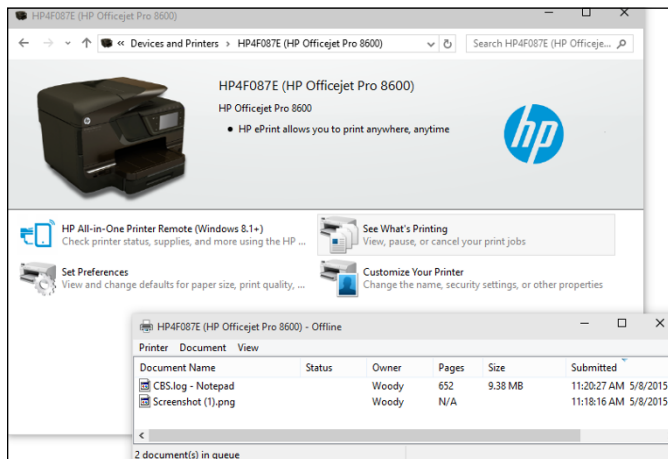 HP4F087E (HP Officejet Pro 8600)
« Devices and Printers › HP4F087E (HP Officejet Pro 8600)
Search HP4F087E (HP Officeje...
HP4F087E (HP Officejet Pro 8600)
HP Officejet Pro 8600
• HP ePrint allows you to print anywhere, anytime
hp
HP All-in-One Printer Remote (Windows 8.1+)
Check printer status, supplies, and more using the HP ...
See What's Printing
View, pause, or cancel your print jobs
Set Preferences
View and change defaults for paper size, print quality, ...
Customize Your Printer
Change the name, security settings, or other properties
HP4F087E (HP Officejet Pro 8600) - Offline
Printer Document View
Document Name Status Owner Pages Size Submitted
CBS.log - Notepad Woody 652 9.38 MB 11:20:27 AM 5/8/2015
Screenshot (1).png Woody N/A 11:18:16 AM 5/8/2015
2 document(s) in queue